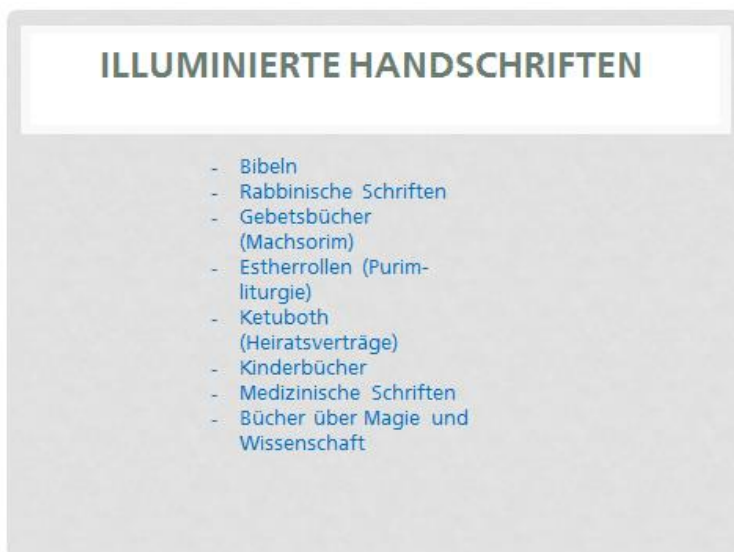 ILLUMINIERTE HANDSCHRIFTEN
- Bibeln
- Rabbinische Schriften
- Gebetsbücher
(Machsorim)
- Estherrollen (Purim-
liturgie)
- Ketuboth
(Heiratsverträge)
- Kinderbücher
- Medizinische Schriften
- Bücher über Magie und
Wissenschaft